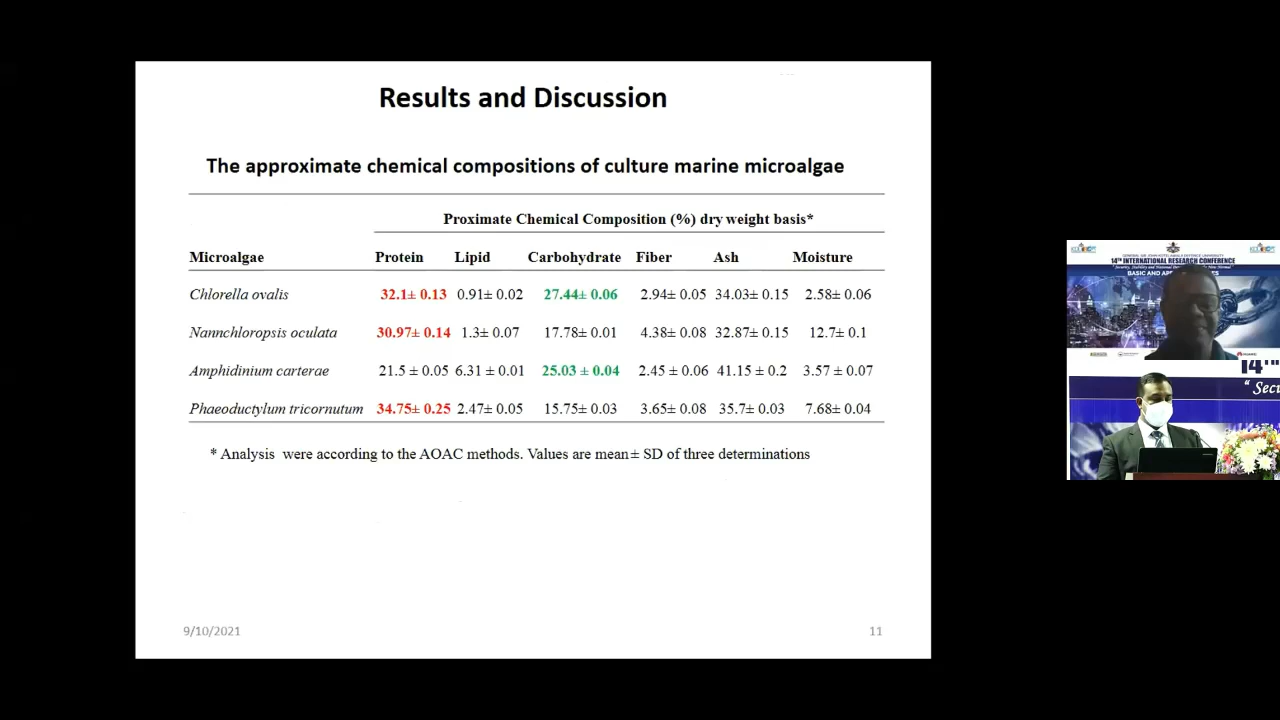 Results and Discussion
The approximate chemical compositions of culture marine microalgae
Proximate Chemical Composition (%) dry weight basis*
Microalgae Protein Lipid Carbohydrate Fiber Ash Moisture
Chlorella ovalis 32.1± 0.13 0.91± 0.02 27.44± 0.06 2.94± 0.05 34.03± 0.15 2.58± 0.06
Nannchloropsis oculata 30.97± 0.14 1.3± 0.07 17.78± 0.01 4.38± 0.08 32.87± 0.15 12.7± 0.1
Amphidinium carterae 21.5 ± 0.05 6.31 ± 0.01 25.03 ± 0.04 2.45 ± 0.06 41.15 ± 0.2 3.57 ± 0.07
Phaeoductylum tricornutum 34.75± 0.25 2.47± 0.05 15.75± 0.03 3.65± 0.08 35.7± 0.03 7.68± 0.04
* Analysis were according to the AOAC methods. Values are mean± SD of three determinations
9/10/2021
11
14TH INTERNATIONAL RESEARCH CONFERENCE
BASIC AND
14TH
" Secu